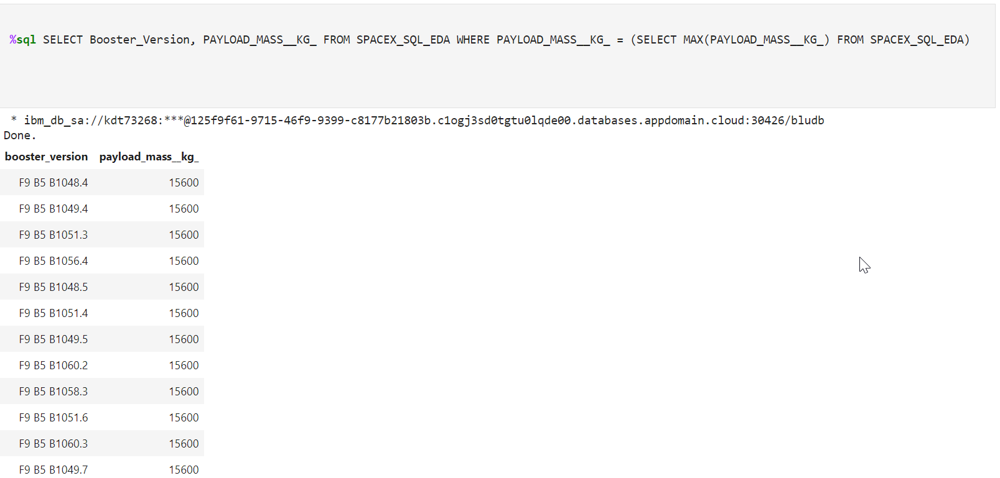 %sql SELECT Booster_Version, PAYLOAD_MASS__KG_ FROM SPACEX_SQL_EDA WHERE PAYLOAD_MASS__KG_ = (SELECT MAX(PAYLOAD_MASS__KG_) FROM SPACEX_SQL_EDA)
* ibm_db_sa://kdt73268:***@125f9f61-9715-46f9-9399-c8177b21803b.c1ogj3sd0tgtu0lqde00.databases.appdomain.cloud:30426/bludb
Done.
booster_version payload_mass__kg_
F9 B5 B1048.4 15600
F9 B5 B1049.4 15600
F9 B5 B1051.3 15600
F9 B5 B1056.4 15600
F9 B5 B1048.5 15600
F9 B5 B1051.4 15600
F9 B5 B1049.5 15600
F9 B5 B1060.2 15600
F9 B5 B1058.3 15600
F9 B5 B1051.6 15600
F9 B5 B1060.3 15600
F9 B5 B1049.7 15600